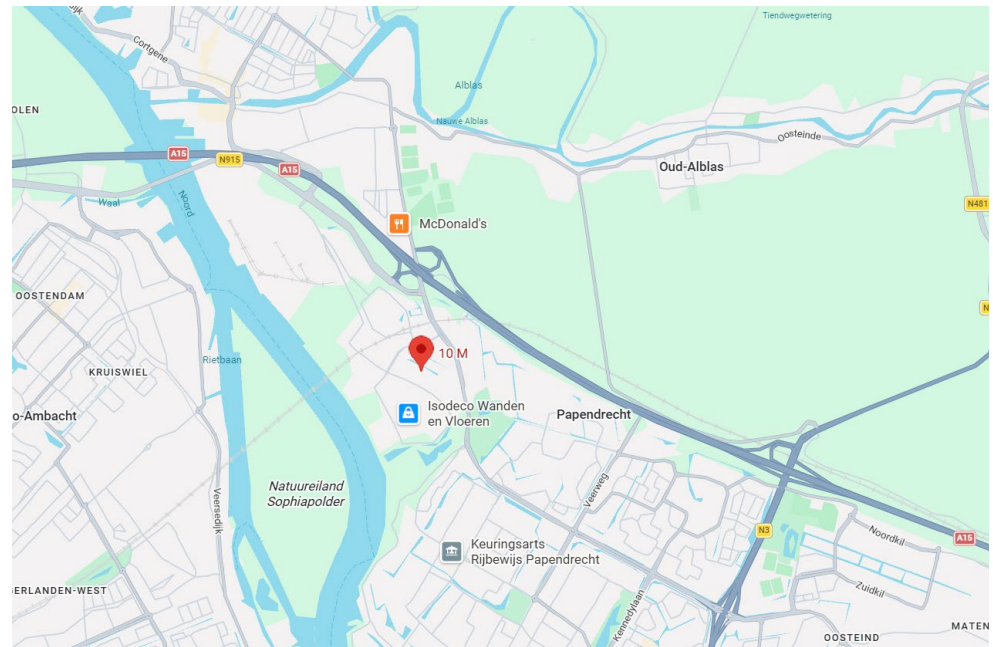 Tiendwegwetering
dijk
Cortgene
Alblas
OLEN
Nauwe Alblas
Oosteinde
A15
N915
A15
Oud-Alblas
Waal
Noord
N481
McDonald's
OOSTENDAM
N
Rietbaan
10 M
KRUISWIEL
Isodeco Wanden
en Vloeren
o-Ambacht
Papendrecht
Natuureiland
Sophiapolder
Veerweg
Veersedijk
N3
Noordkil
A15
Keuringsarts
Rijbewijs Papendrecht
Zuidkil
GERLANDEN-WEST
Kennedylaan
OOSTEIND
MATEN